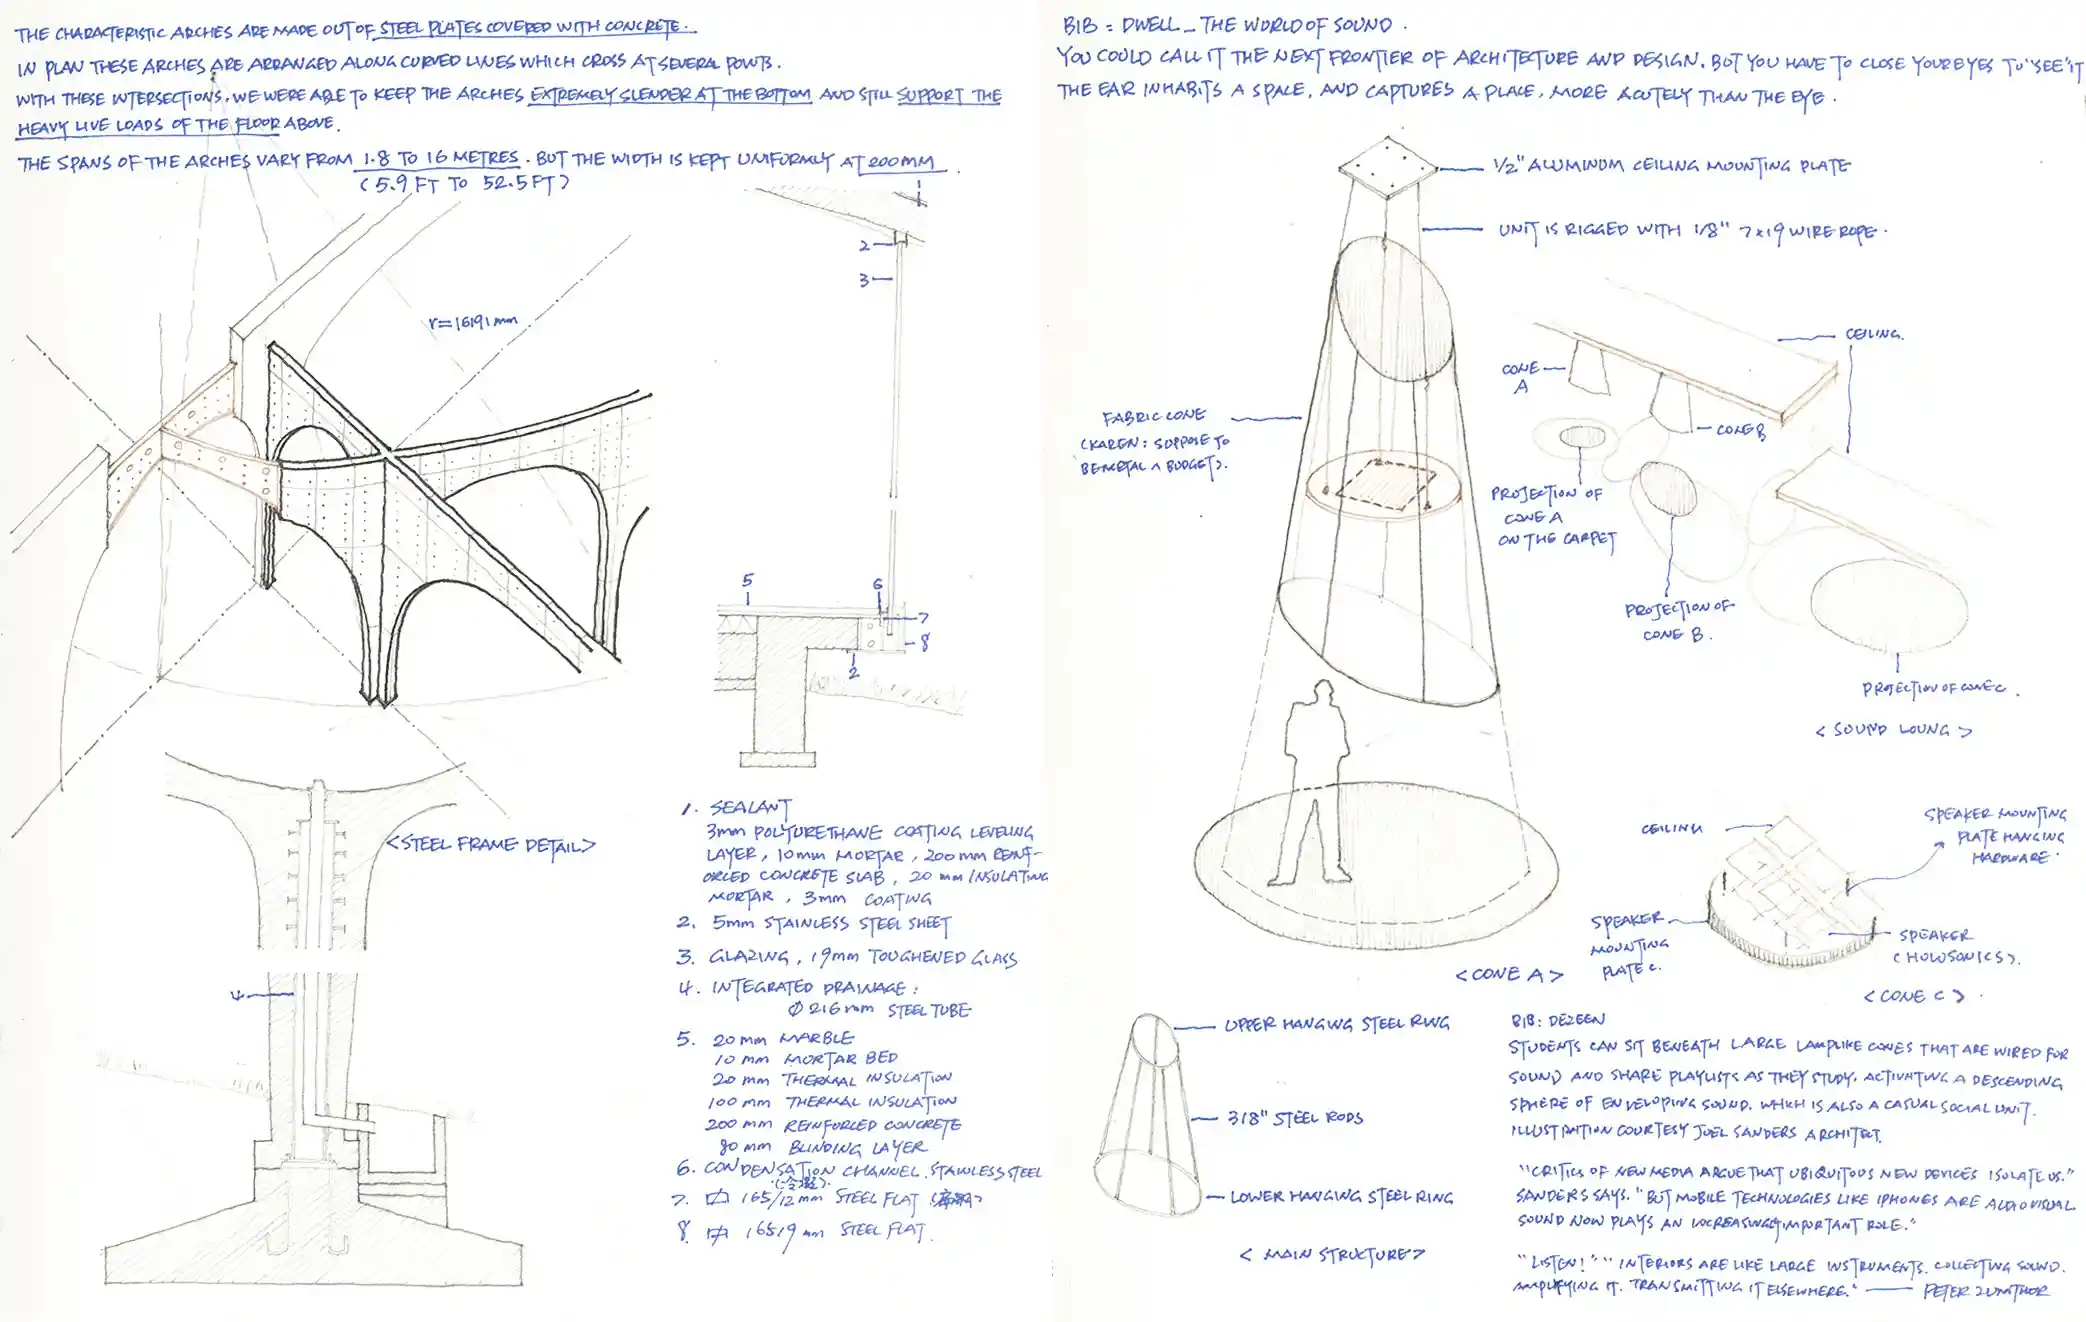 THE CHARACTERISTIC ARCHES ARE MADE OUT OF STEEL PLATES COVERED WITH CONCRETE.
IN PLAN THESE ARCHES ARE ARRANGED ALONG CURVED LINES WHICH CROSS AT SEVERAL POINTS.
WITH THESE INTERSECTIONS, WE WERE ABLE TO KEEP THE ARCHES EXTREMELY SLENDER AT THE BOTTOM AND STILL SUPPORT THE
HEAVY LIVE LOADS OF THE FLOOR ABOVE.
THE SPANS OF THE ARCHES VARY FROM 1.8 TO 16 METRES. BUT THE WIDTH IS KEPT UNIFORMLY AT 200MM.
(5.9 FT TO 52.5FT)
1
2
3
r=16191mm
5
6
7
8
2
<STEEL FRAME DETAIL>
4
1. SEALANT
3mm POLYURETHANE COATING LEVELING
LAYER, 10mm MORTAR, 200mm REINF-
ORCED CONCRETE SLAB, 20 mm INSULATING
MORTAR, 3mm COATING
2. 5mm STAINLESS STEEL SHEET
3. GLAZING, 19mm TOUGHENED GLASS
4. INTEGRATED DRAINAGE:
Ø 216mm STEEL TUBE
5. 20mm MARBLE
10 mm MORTAR BED
20 mm THERMAL INSULATION
100 mm THERMAL INSULATION
200 mm REINFORCED CONCRETE
80 mm BLINDING LAYER
6. CONDENSATION CHANNEL. STAINLESS STEEL
(冷凝).
7. 165/12mm STEEL FLAT
8. 165/9 mm STEEL FLAT.
BIB = DWELL_THE WORLD OF SOUND.
YOU COULD CALL IT THE NEXT FRONTIER OF ARCHITECTURE AND DESIGN. BUT YOU HAVE TO CLOSE YOUR EYES TO "SEE" IT
THE EAR INHABITS A SPACE, AND CAPTURES A PLACE, MORE ACUTELY THAN THE EYE.
1/2" ALUMINUM CEILING MOUNTING PLATE
UNIT IS RIGGED WITH 1/8" 7x19 WIRE ROPE.
FABRIC CONE
(KAREN: SUPPOSE TO
BE METAL ^ BUDGET).
CEILING.
CONE
A
CONE B
PROJECTION OF
CONE A
ON THE CARPET
PROJECTION OF
CONE B.
PROJECTION OF CONE C.
<SOUND LOUNG>
<CONE A>
CEILING
SPEAKER MOUNTING
PLATE HANGING
HARDWARE.
SPEAKER
MOUNTING
PLATE C.
SPEAKER
(HOLOSONICS).
<CONE C>.
UPPER HANGING STEEL RING
3/8" STEEL RODS
LOWER HANGING STEEL RING
<MAIN STRUCTURE>
BIB: DEZEEN
STUDENTS CAN SIT BENEATH LARGE LAMPLIKE CONES THAT ARE WIRED FOR
SOUND AND SHARE PLAYLISTS AS THEY STUDY. ACTIVATING A DESCENDING
SPHERE OF ENVELOPING SOUND. WHICH IS ALSO A CASUAL SOCIAL UNIT.
ILLUSTRATION COURTESY JOEL SANDERS ARCHITECT.
"CRITICS OF NEW MEDIA ARGUE THAT UBIQUITOUS NEW DEVICES ISOLATE US."
SANDERS SAYS. "BUT MOBILE TECHNOLOGIES LIKE IPHONES ARE AUDIOVISUAL
SOUND NOW PLAYS AN INCREASINGLY IMPORTANT ROLE."
"LISTEN!" "INTERIORS ARE LIKE LARGE INSTRUMENTS. COLLECTING SOUND.
AMPLIFYING IT. TRANSMITTING IT ELSEWHERE." — PETER ZUMTHOR